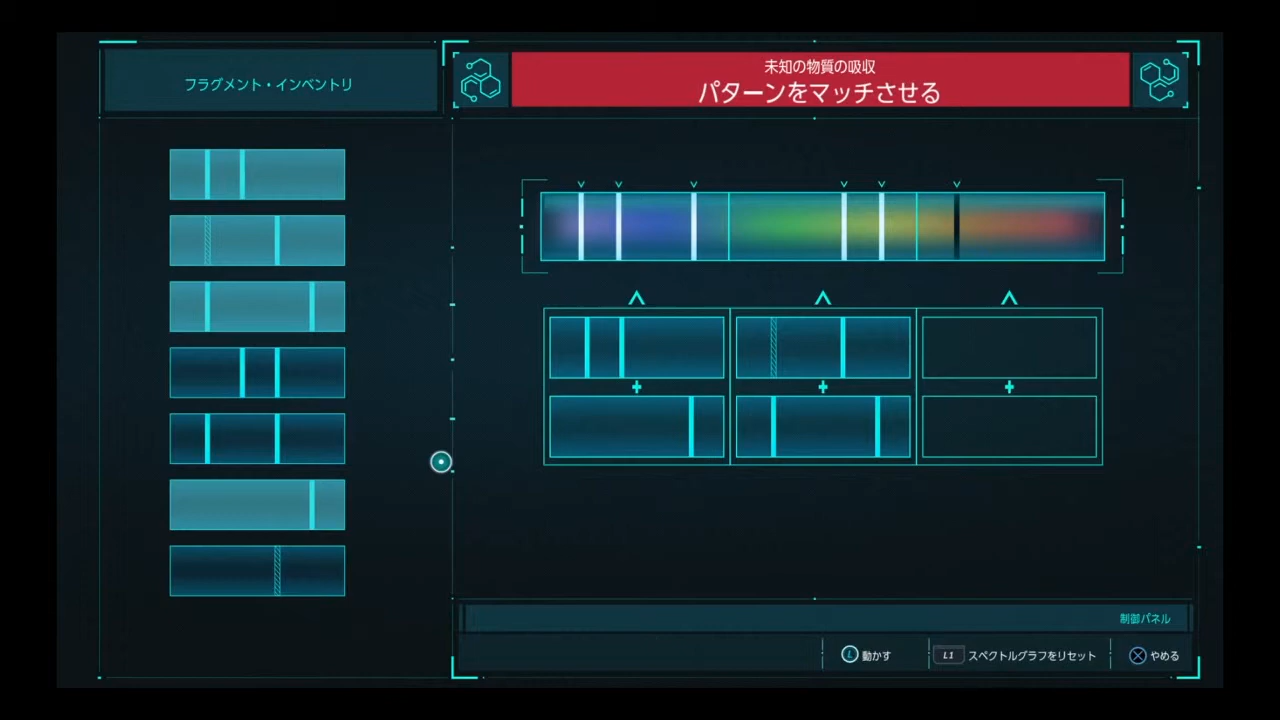 フラグメント・インベントリ
未知の物質の吸収
パターンをマッチさせる
制御パネル
L 動かす
L1 スペクトルグラフをリセット
やめる